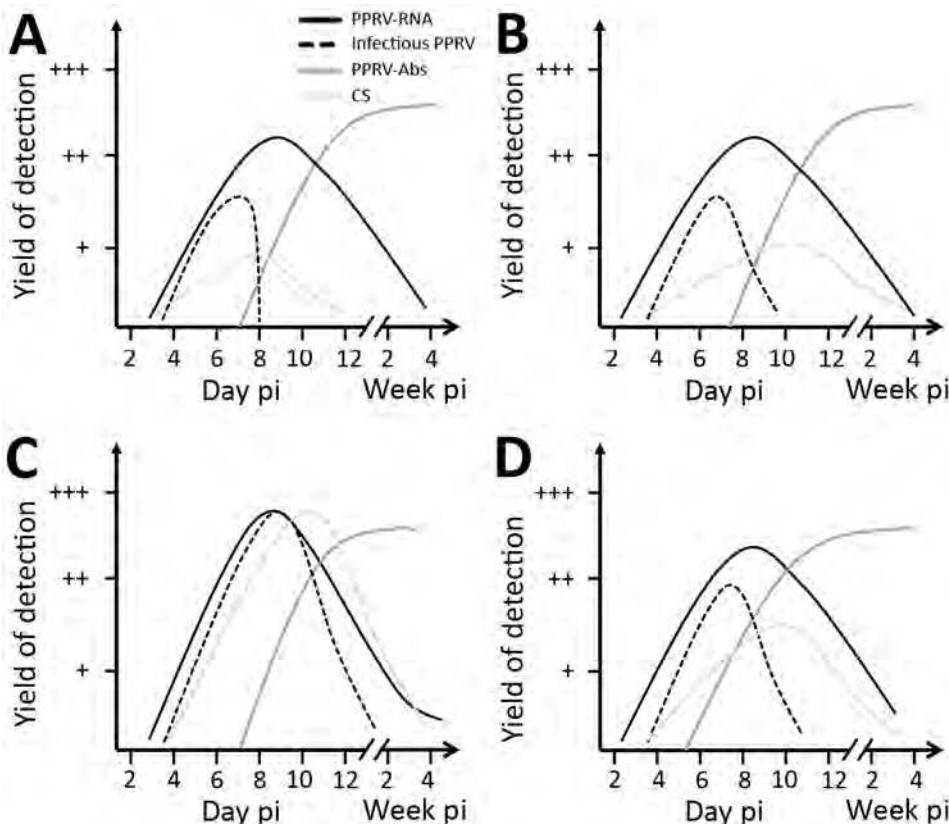 A
PPRV-RNA
Infectious PPRV
PPRV-Abs
CS
Yield of detection
+++
++
+
2 4 6 8 10 12 2 4
Day pi Week pi
B
Yield of detection
+++
++
+
2 4 6 8 10 12 2 4
Day pi Week pi
C
Yield of detection
+++
++
+
2 4 6 8 10 12 2 4
Day pi Week pi
D
Yield of detection
+++
++
+
2 4 6 8 10 12 2 4
Day pi Week pi